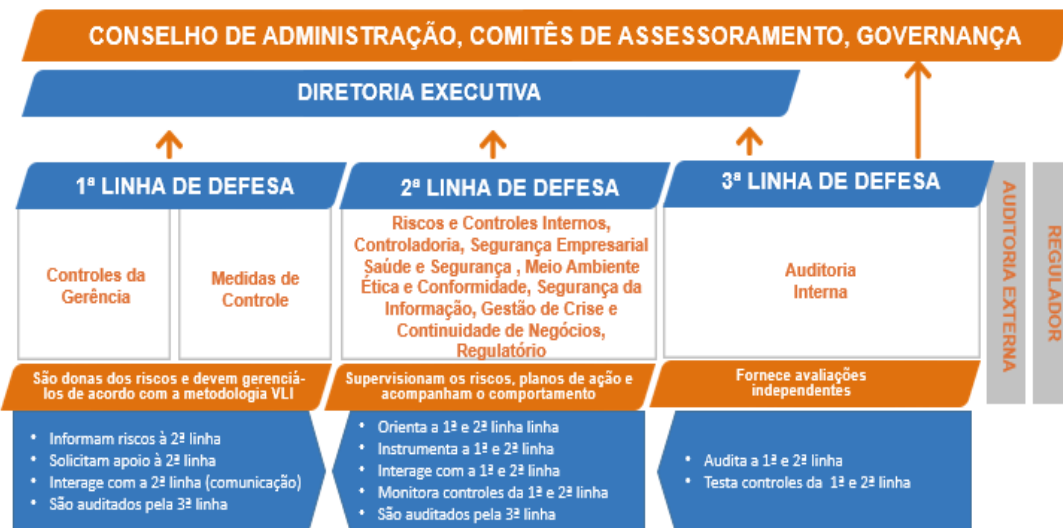 CONSELHO DE ADMINISTRAÇÃO, COMITÊS DE ASSESSORAMENTO, GOVERNANÇA
DIRETORIA EXECUTIVA
1ª LINHA DE DEFESA
Controles da
Gerência
Medidas de
Controle
São donas dos riscos e devem gerenciá-
los de acordo com a metodologia VLI
• Informam riscos à 2ª linha
• Solicitam apoio à 2ª linha
• Interage com a 2ª linha (comunicação)
• São auditados pela 3ª linha
2ª LINHA DE DEFESA
Riscos e Controles Internos,
Controladoria, Segurança Empresarial
Saúde e Segurança , Meio Ambiente
Ética e Conformidade, Segurança da
Informação, Gestão de Crise e
Continuidade de Negócios,
Regulatório
Supervisionam os riscos, planos de ação e
acompanham o comportamento
• Orienta a 1ª e 2ª linha linha
• Instrumenta a 1ª e 2ª linha
• Interage com a 1ª e 2ª linha
• Monitora controles da 1ª e 2ª linha
• São auditados pela 3ª linha
3ª LINHA DE DEFESA
Auditoria
Interna
Fornece avaliações
independentes
• Audita a 1ª e 2ª linha
• Testa controles da 1ª e 2ª linha
AUDITORIA EXTERNA
REGULADOR